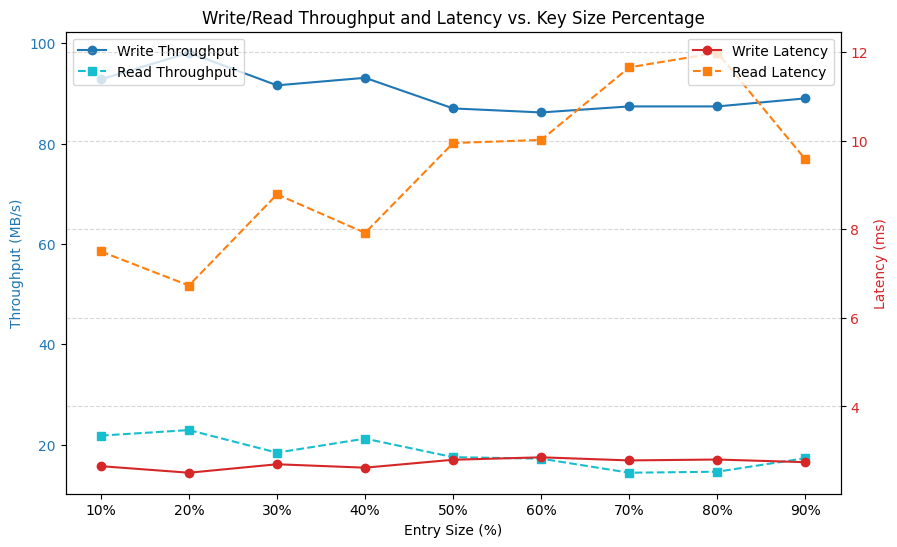 Write/Read Throughput and Latency vs. Key Size Percentage
Write Throughput
Read Throughput
Write Latency
Read Latency
Throughput (MB/s)
100
80
60
40
20
Latency (ms)
12
10
8
6
4
10% 20% 30% 40% 50% 60% 70% 80% 90%
Entry Size (%)